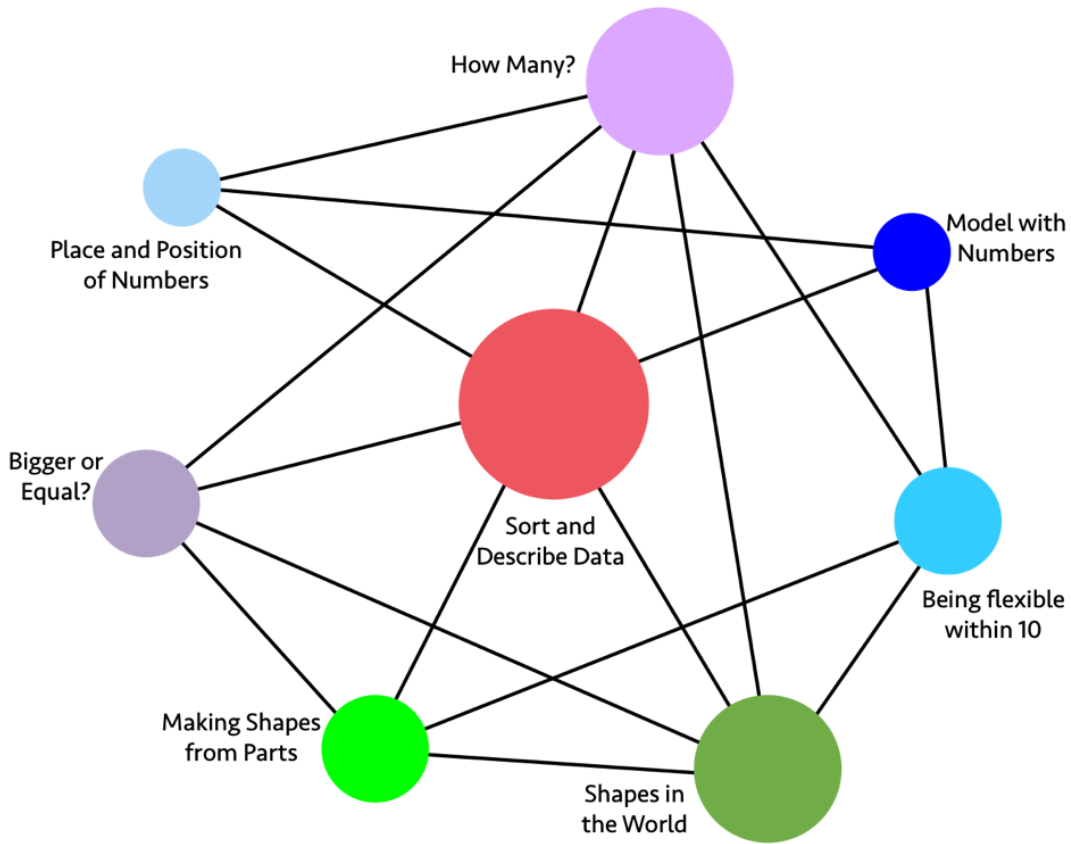 How Many?
Place and Position
of Numbers
Model with
Numbers
Bigger or
Equal?
Sort and
Describe Data
Being flexible
within 10
Making Shapes
from Parts
Shapes in
the World